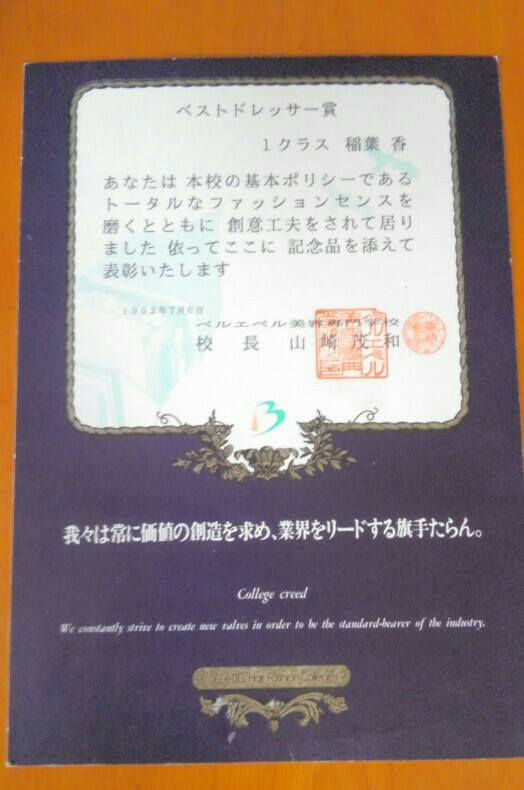 ベストドレッサー賞
1クラス 稲葉 香
あなたは 本校の基本ポリシーである
トータルなファッションセンスを
磨くとともに 創意工夫をされて居り
ました 依ってここに 記念品を添えて
表彰いたします
1992年7月6日
ベルエベル美容専門学校
校長 山崎茂和
B
我々は常に価値の創造を求め、業界をリードする旗手たらん。
College creed
We constantly strive to create new valves in order to be the standard-bearer of the industry.
BEL e BEL Hair Fashion College